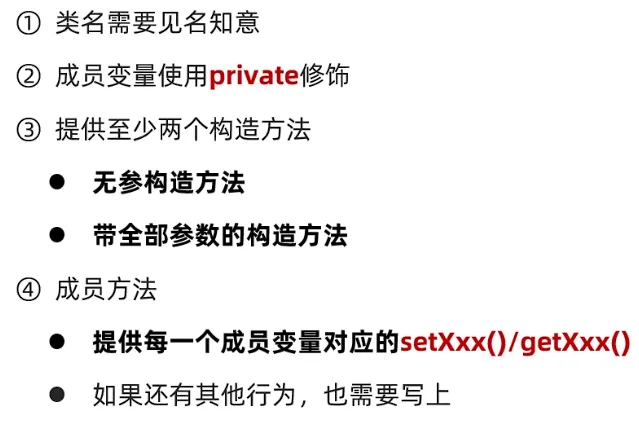 ① 类名需要见名知意
② 成员变量使用private修饰
③ 提供至少两个构造方法
● 无参构造方法
● 带全部参数的构造方法
④ 成员方法
● 提供每一个成员变量对应的setXxx()/getXxx()
● 如果还有其他行为，也需要写上